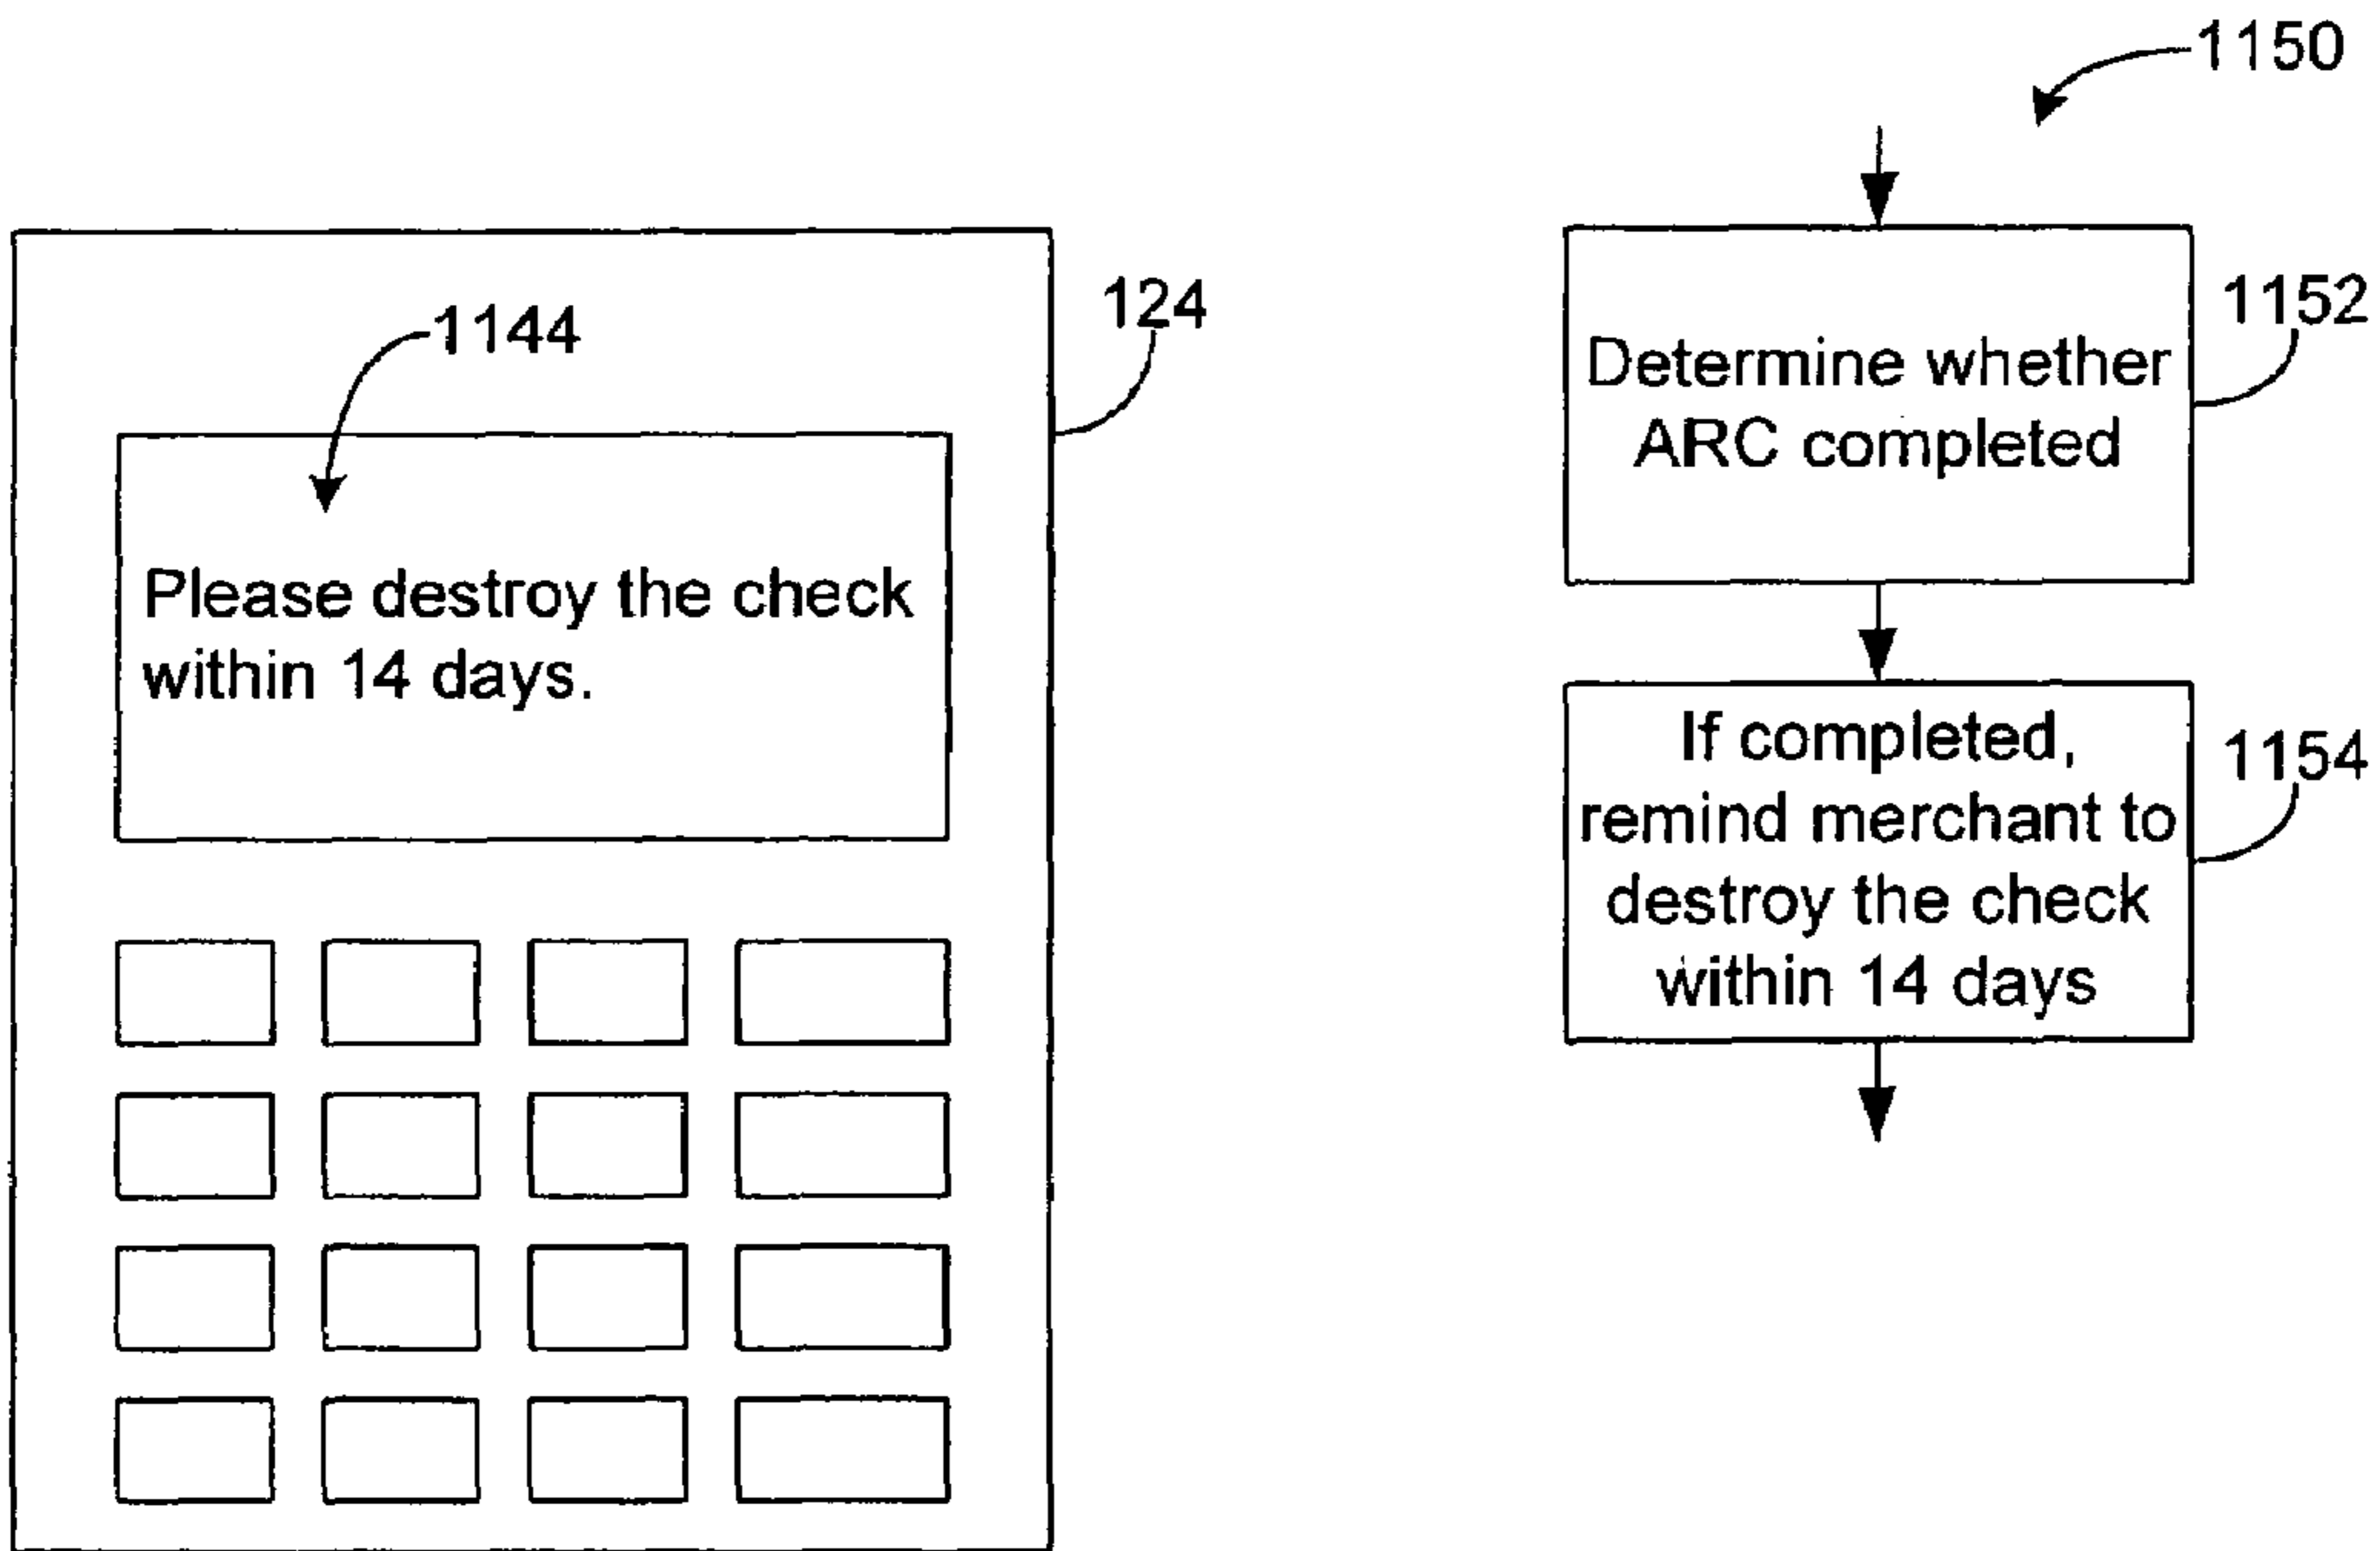 1150
124
1144
Please destroy the check
within 14 days.
1152
Determine whether
ARC completed
1154
If completed,
remind merchant to
destroy the check
within 14 days